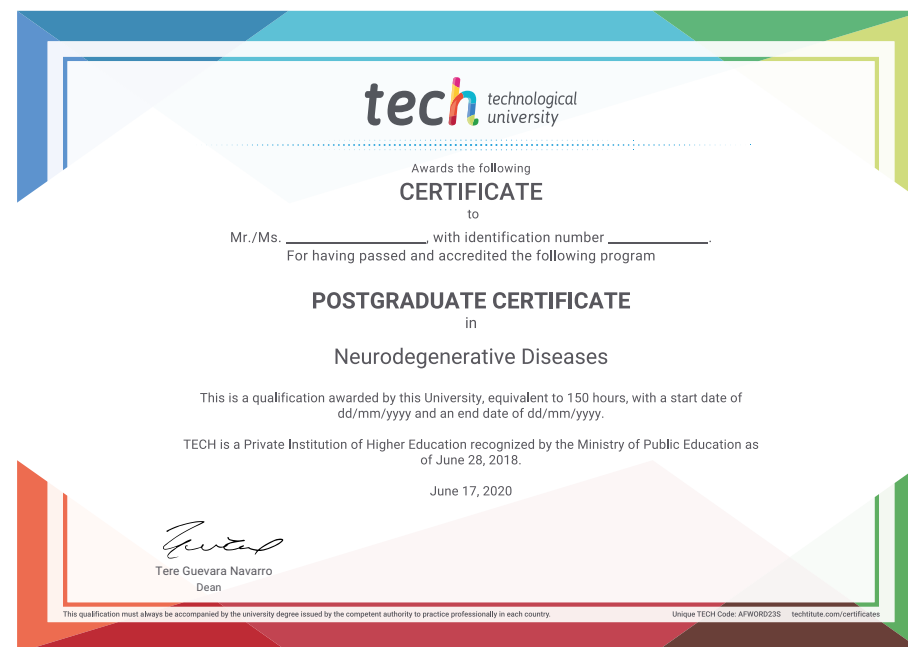 tech technological
university
Awards the following
CERTIFICATE
to
Mr./Ms. ____________________, with identification number ______________.
For having passed and accredited the following program
POSTGRADUATE CERTIFICATE
in
Neurodegenerative Diseases
This is a qualification awarded by this University, equivalent to 150 hours, with a start date of
dd/mm/yyyy and an end date of dd/mm/yyyy.
TECH is a Private Institution of Higher Education recognized by the Ministry of Public Education as
of June 28, 2018.
June 17, 2020
Tere Guevara Navarro
Dean
This qualification must always be accompanied by the university degree issued by the competent authority to practice professionally in each country. Unique TECH Code: AFWORD23S techtitute.com/certificates